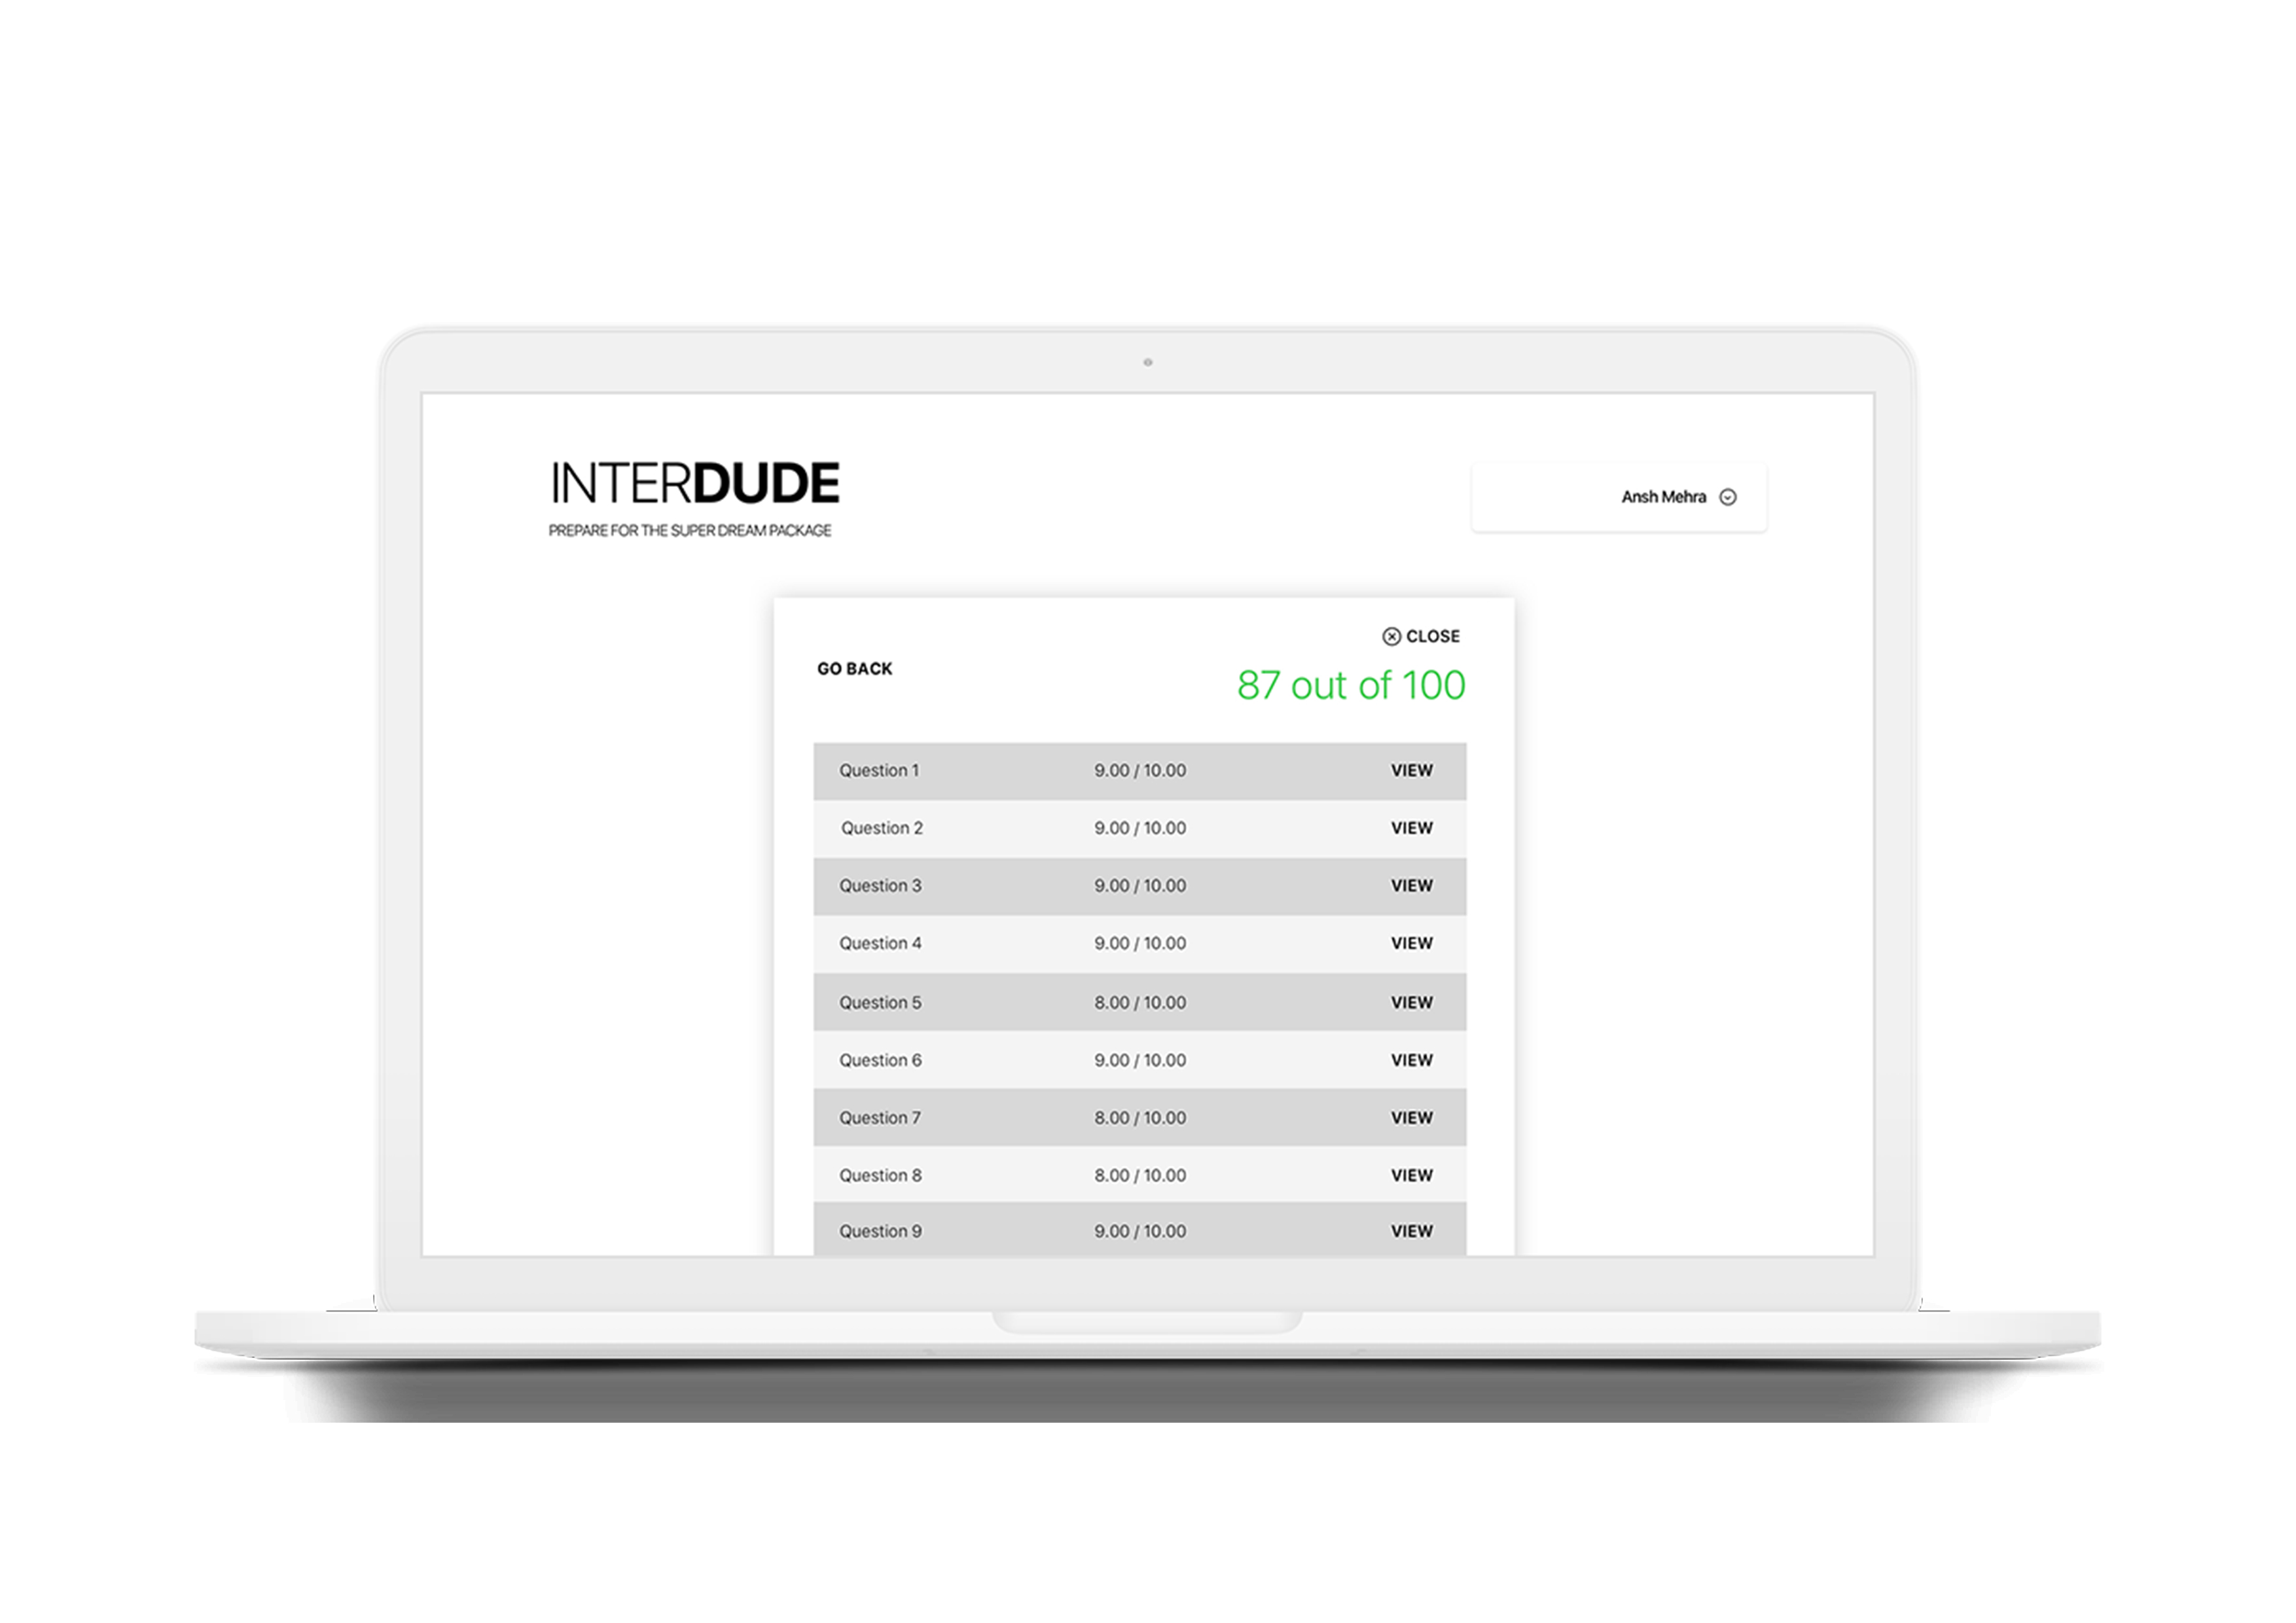 INTERDUDE
PREPARE FOR THE SUPER DREAM PACKAGE
Ansh Mehra
CLOSE
GO BACK
87 out of 100
Question 1 9.00 / 10.00 VIEW
Question 2 9.00 / 10.00 VIEW
Question 3 9.00 / 10.00 VIEW
Question 4 9.00 / 10.00 VIEW
Question 5 8.00 / 10.00 VIEW
Question 6 9.00 / 10.00 VIEW
Question 7 8.00 / 10.00 VIEW
Question 8 8.00 / 10.00 VIEW
Question 9 9.00 / 10.00 VIEW